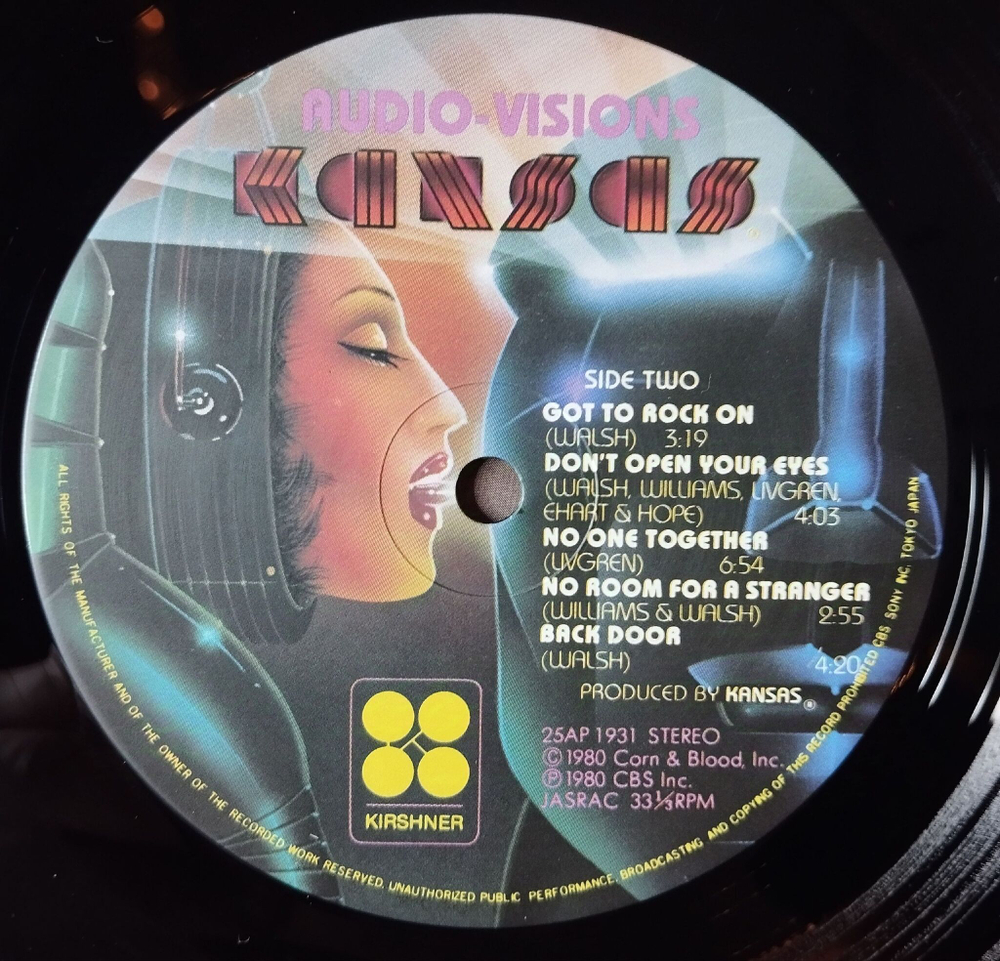 AUDIO-VISIONS
KANSAS®
SIDE TWO
GOT TO ROCK ON
(WALSH) 3:19
DON'T OPEN YOUR EYES
(WALSH, WILLIAMS, LIVGREN,
EHART & HOPE) 4:03
NO ONE TOGETHER
(LIVGREN) 6:54
NO ROOM FOR A STRANGER
(WILLIAMS & WALSH) 2:55
BACK DOOR
(WALSH) 4:20
PRODUCED BY KANSAS®
25AP 1931 STEREO
©1980 Corn & Blood, Inc.
℗1980 CBS Inc.
JASRAC 33⅓RPM
KIRSHNER
ALL RIGHTS OF THE MANUFACTURER AND OF THE OWNER OF THE RECORDED WORK RESERVED. UNAUTHORIZED PUBLIC PERFORMANCE, BROADCASTING AND COPYING OF THIS RECORD PROHIBITED CBS SONY INC. TOKYO JAPAN